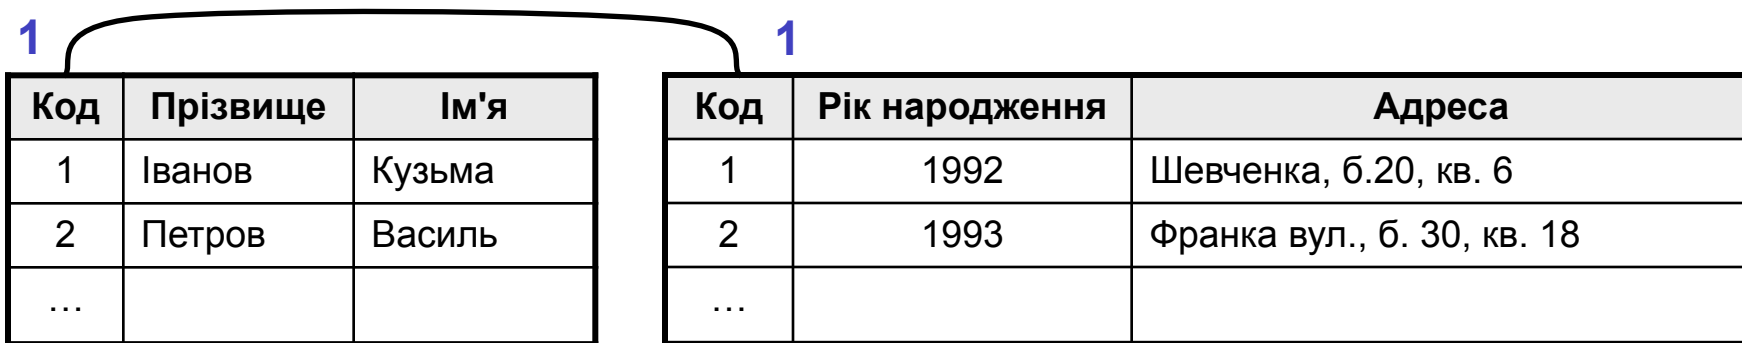 1 1
Код Прізвище Ім'я Код Рік народження Адреса
1 Іванов Кузьма 1 1992 Шевченка, б.20, кв. 6
2 Петров Василь 2 1993 Франка вул., б. 30, кв. 18
… …